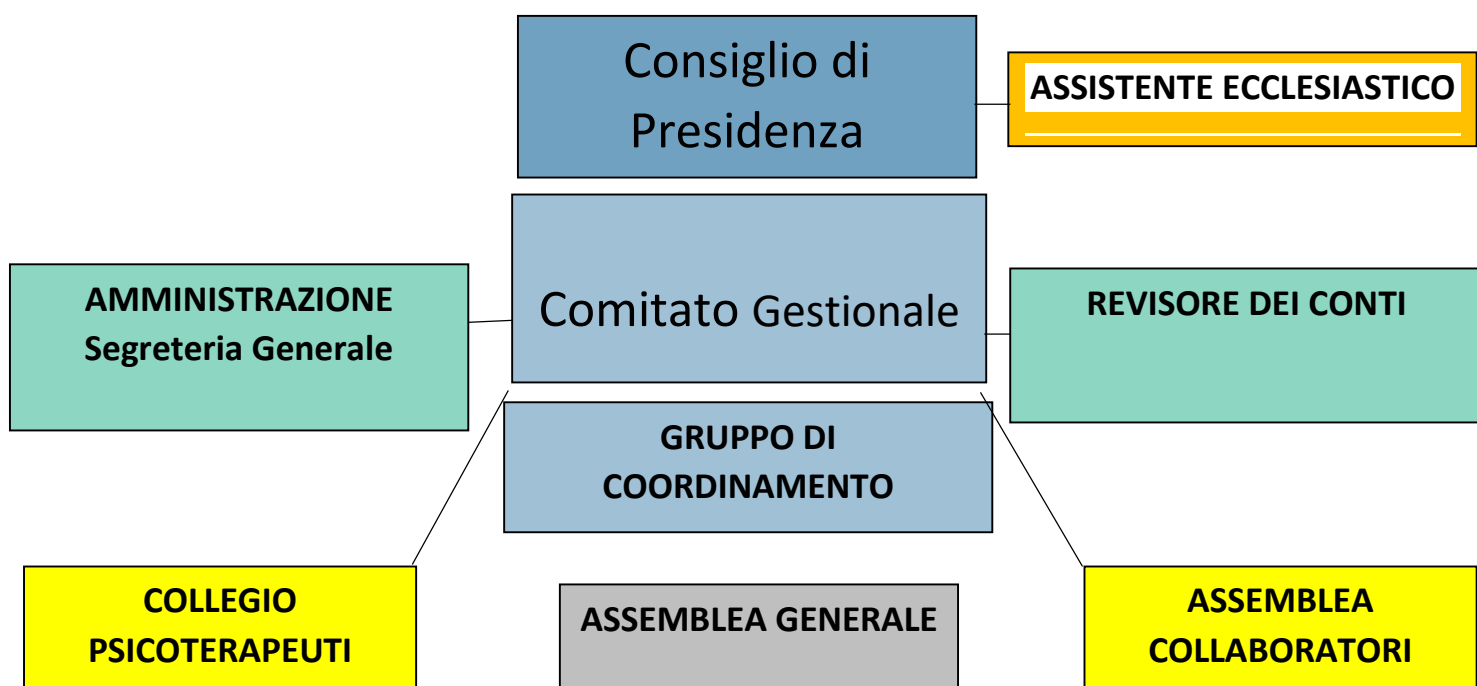 Consiglio di
Presidenza
ASSISTENTE ECCLESIASTICO
AMMINISTRAZIONE
Segreteria Generale
Comitato Gestionale
REVISORE DEI CONTI
GRUPPO DI
COORDINAMENTO
COLLEGIO
PSICOTERAPEUTI
ASSEMBLEA GENERALE
ASSEMBLEA
COLLABORATORI